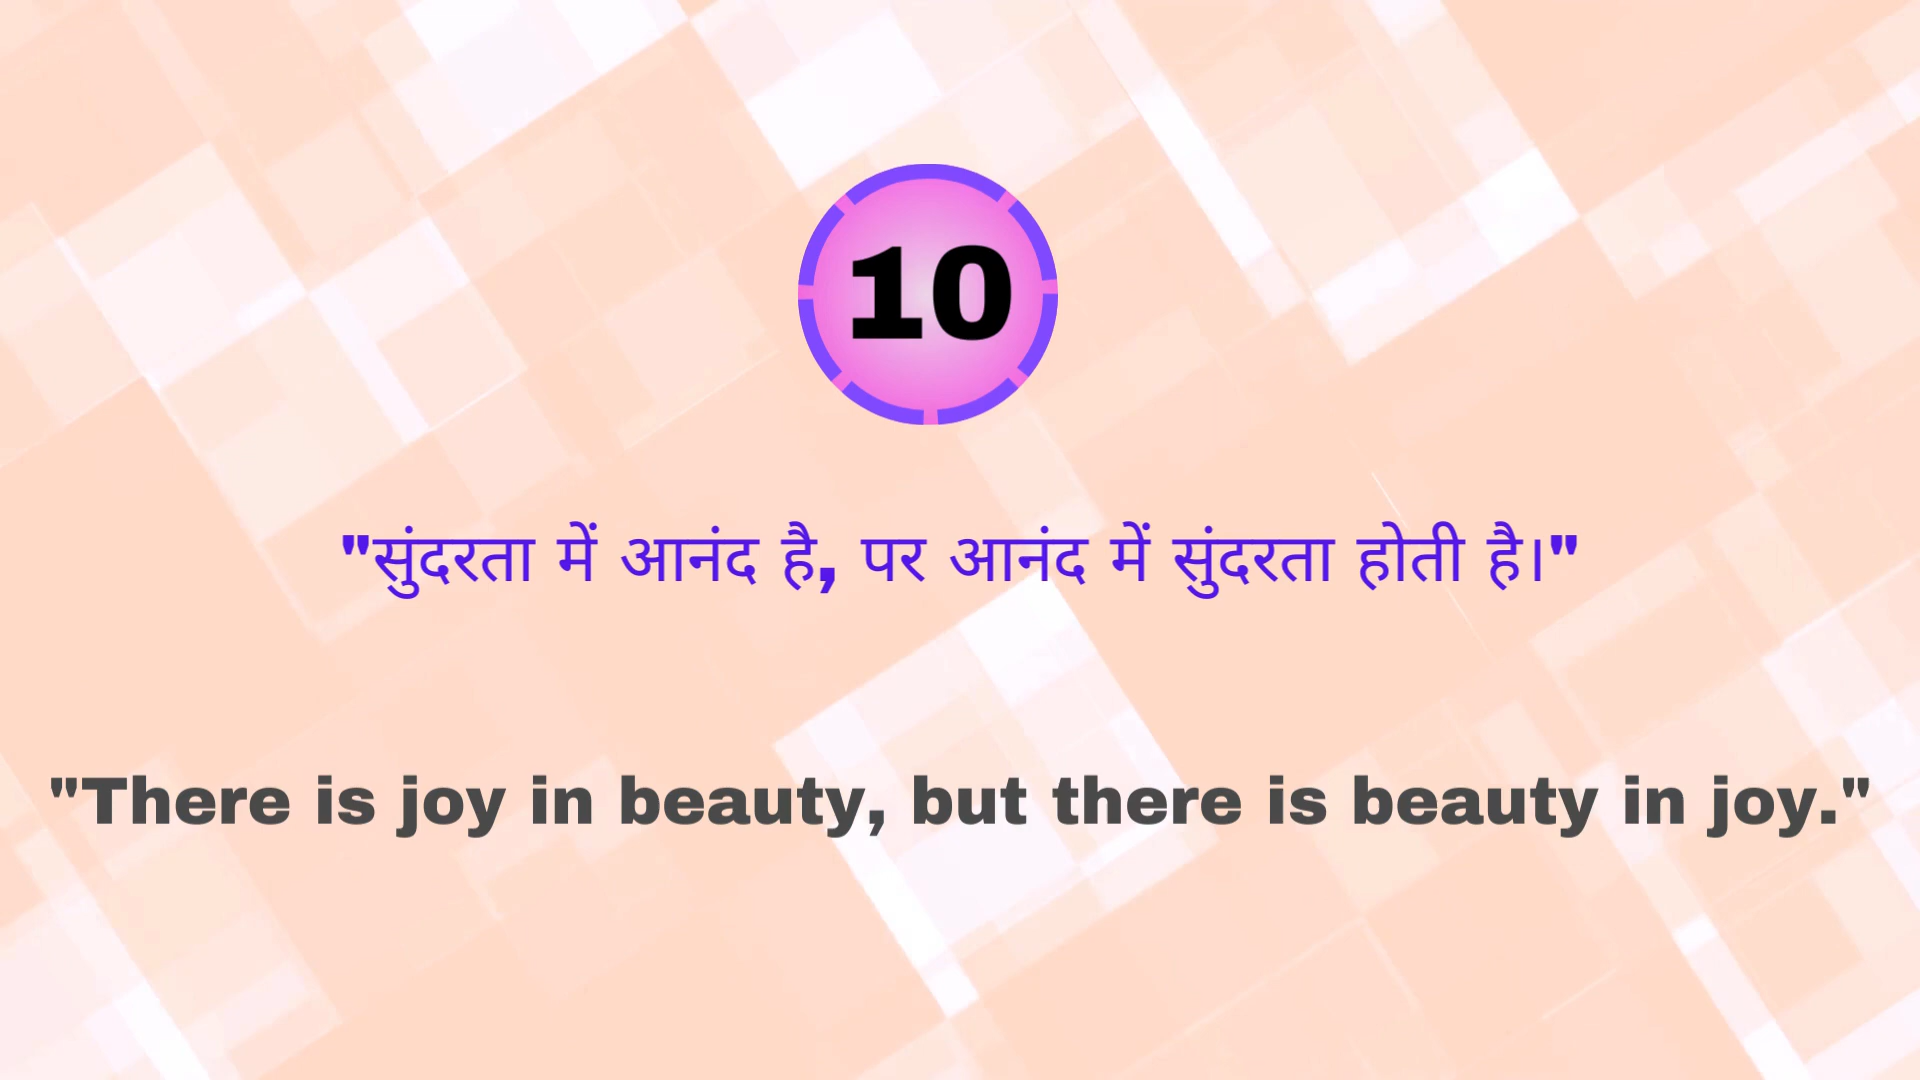 10
"सुंदरता में आनंद है, पर आनंद में सुंदरता होती है।"
"There is joy in beauty, but there is beauty in joy."